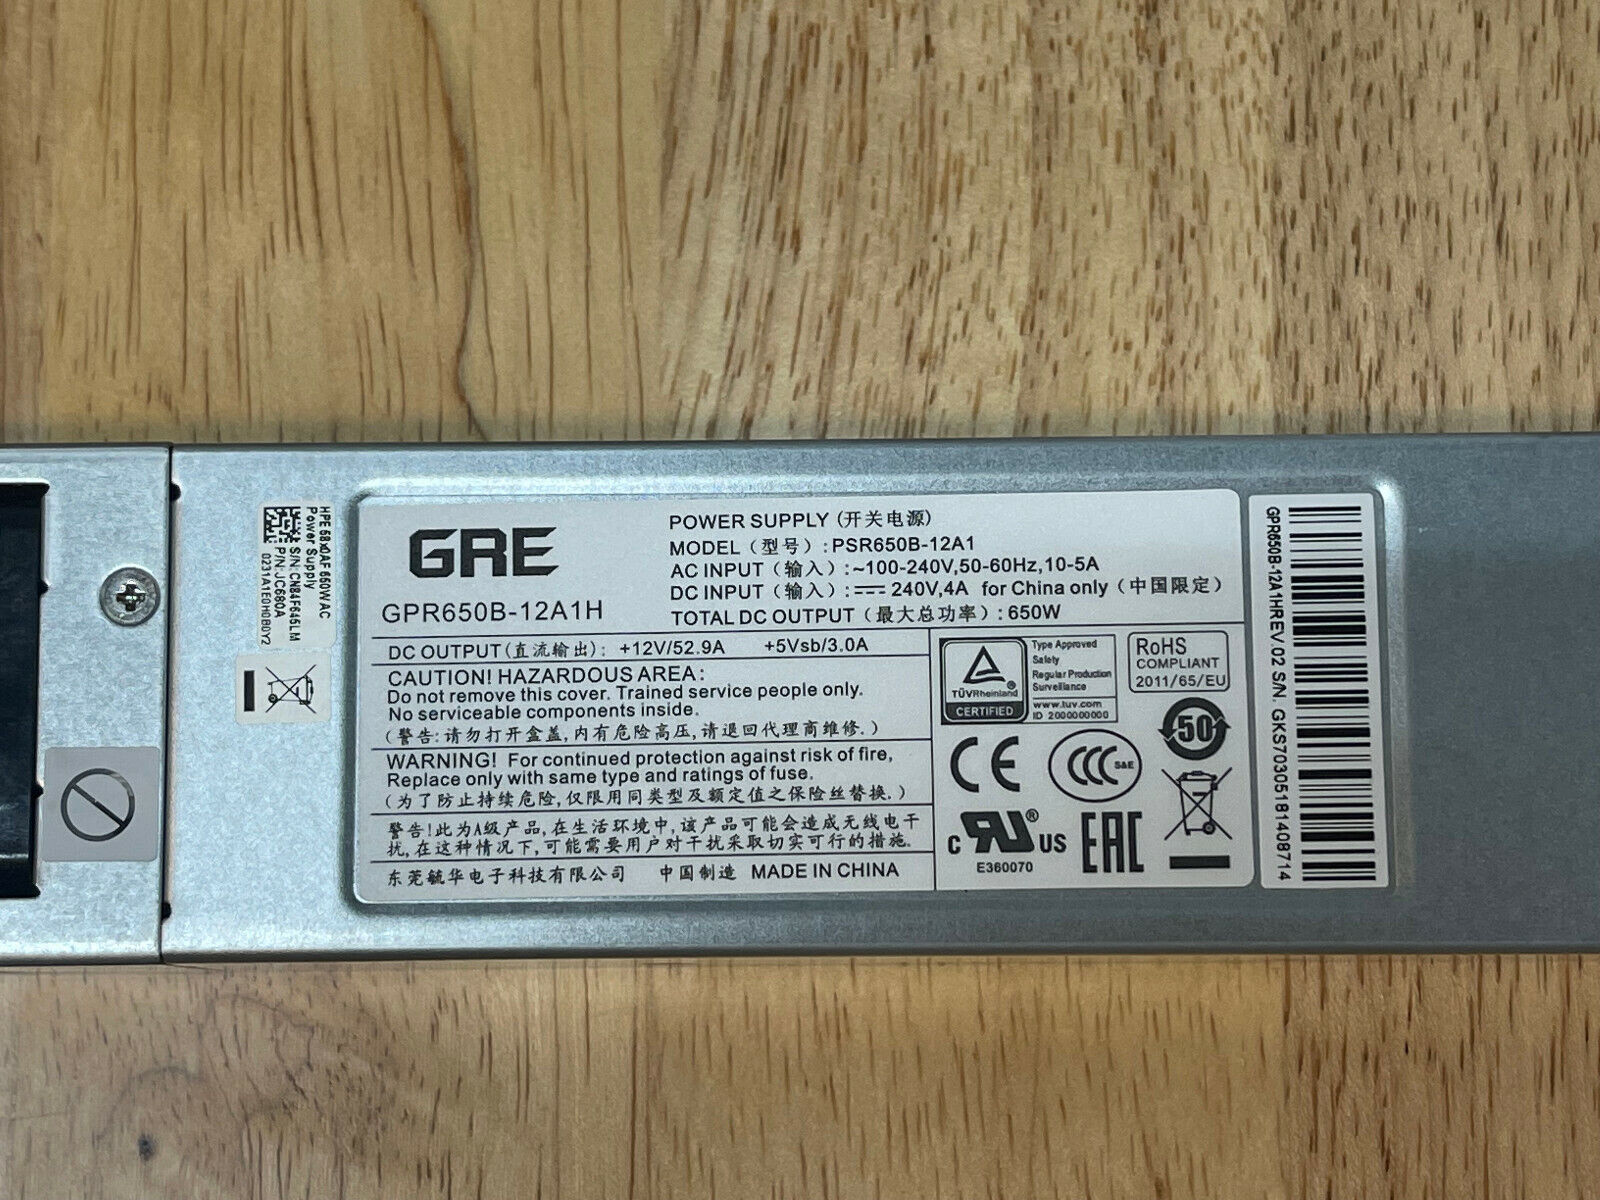 HPE 58x0AF 650W AC
Power Supply
S/N:CN84F645LM
P/N:JC680A
0231A1E0H0B0Y2
GRE
GPR650B-12A1H
POWER SUPPLY (开关电源)
MODEL (型号) :PSR650B-12A1
AC INPUT (输入) :~100-240V,50-60Hz,10-5A
DC INPUT (输入) :⎓ 240V,4A for China only (中国限定)
TOTAL DC OUTPUT (最大总功率) :650W
DC OUTPUT(直流输出): +12V/52.9A +5Vsb/3.0A
CAUTION! HAZARDOUS AREA:
Do not remove this cover. Trained service people only.
No serviceable components inside.
(警告:请勿打开盒盖,内有危险高压,请退回代理商维修.)
WARNING! For continued protection against risk of fire,
Replace only with same type and ratings of fuse.
(为了防止持续危险,仅限用同类型及额定值之保险丝替换.)
警告!此为A级产品,在生活环境中,该产品可能会造成无线电干
扰,在这种情况下,可能需要用户对干扰采取切实可行的措施.
东莞毓华电子科技有限公司 中国制造 MADE IN CHINA
TÜVRheinland
CERTIFIED
Type Approved
Safety
Regular Production
Surveillance
www.tuv.com
ID 2000000000
RoHS
COMPLIANT
2011/65/EU
50
CE
CCC S&E
c RU® US
E360070
EAC
GPR650B-12A1HREV.02 S/N. GKS70305181408714